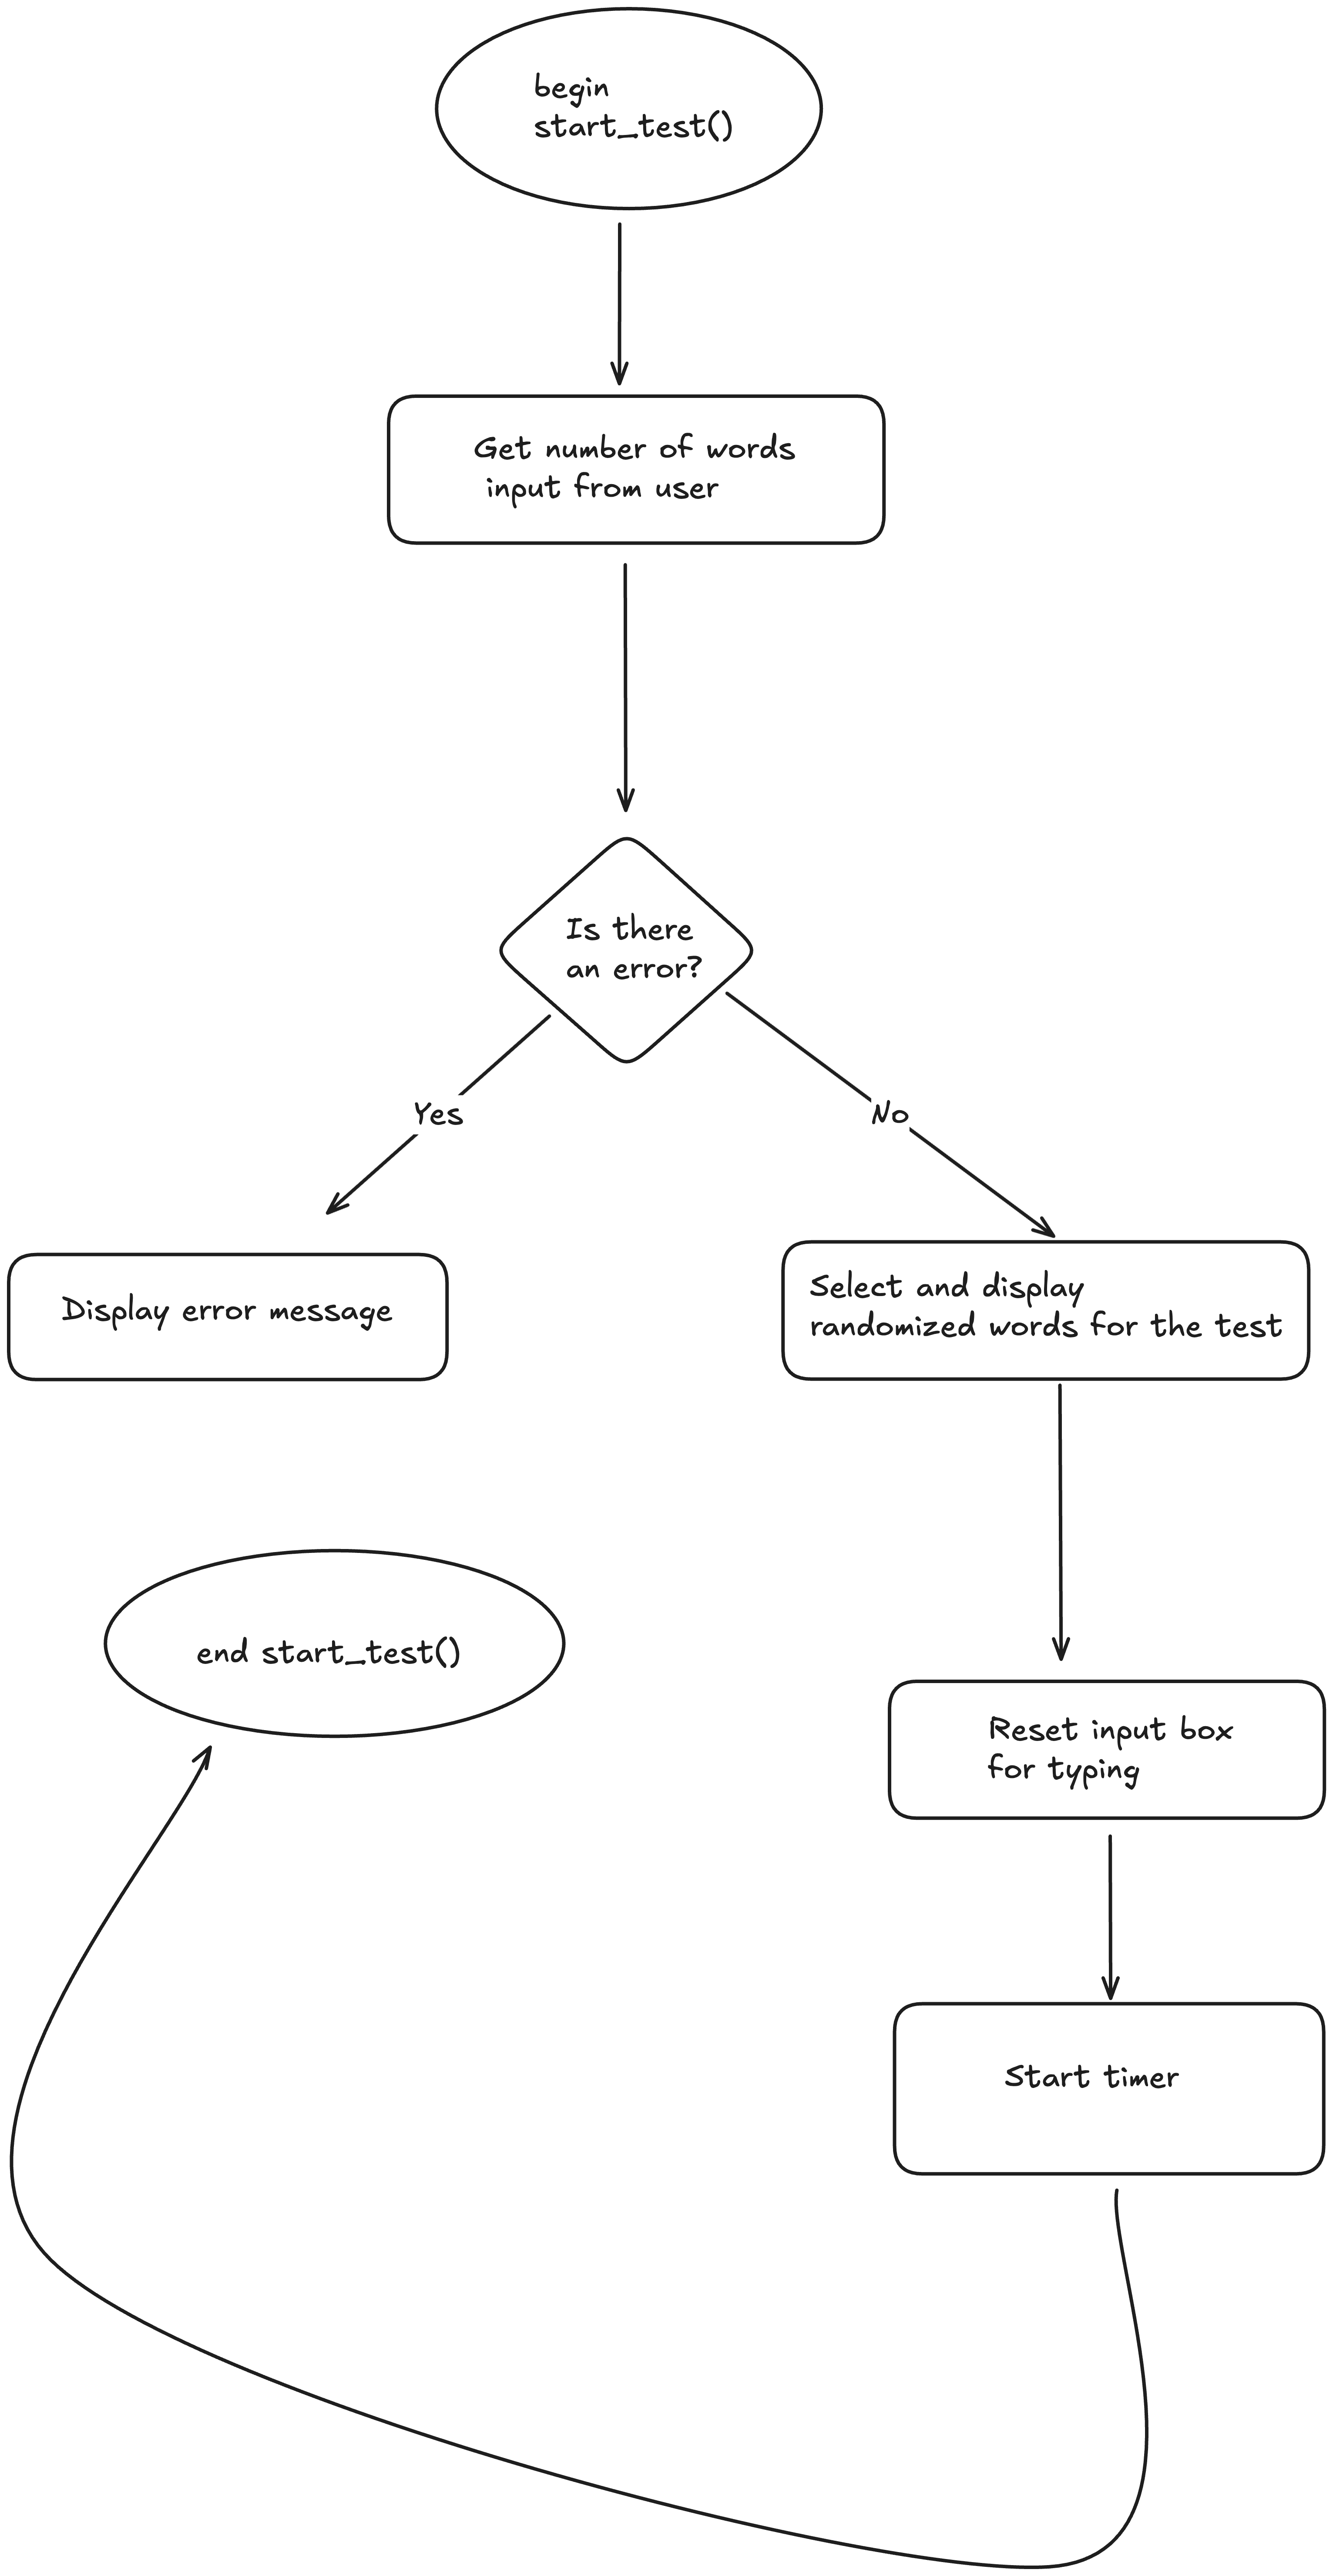 begin
start_test()
Get number of words
input from user
Is there
an error?
Yes
No
Display error message
Select and display
randomized words for the test
end start_test()
Reset input box
for typing
Start timer